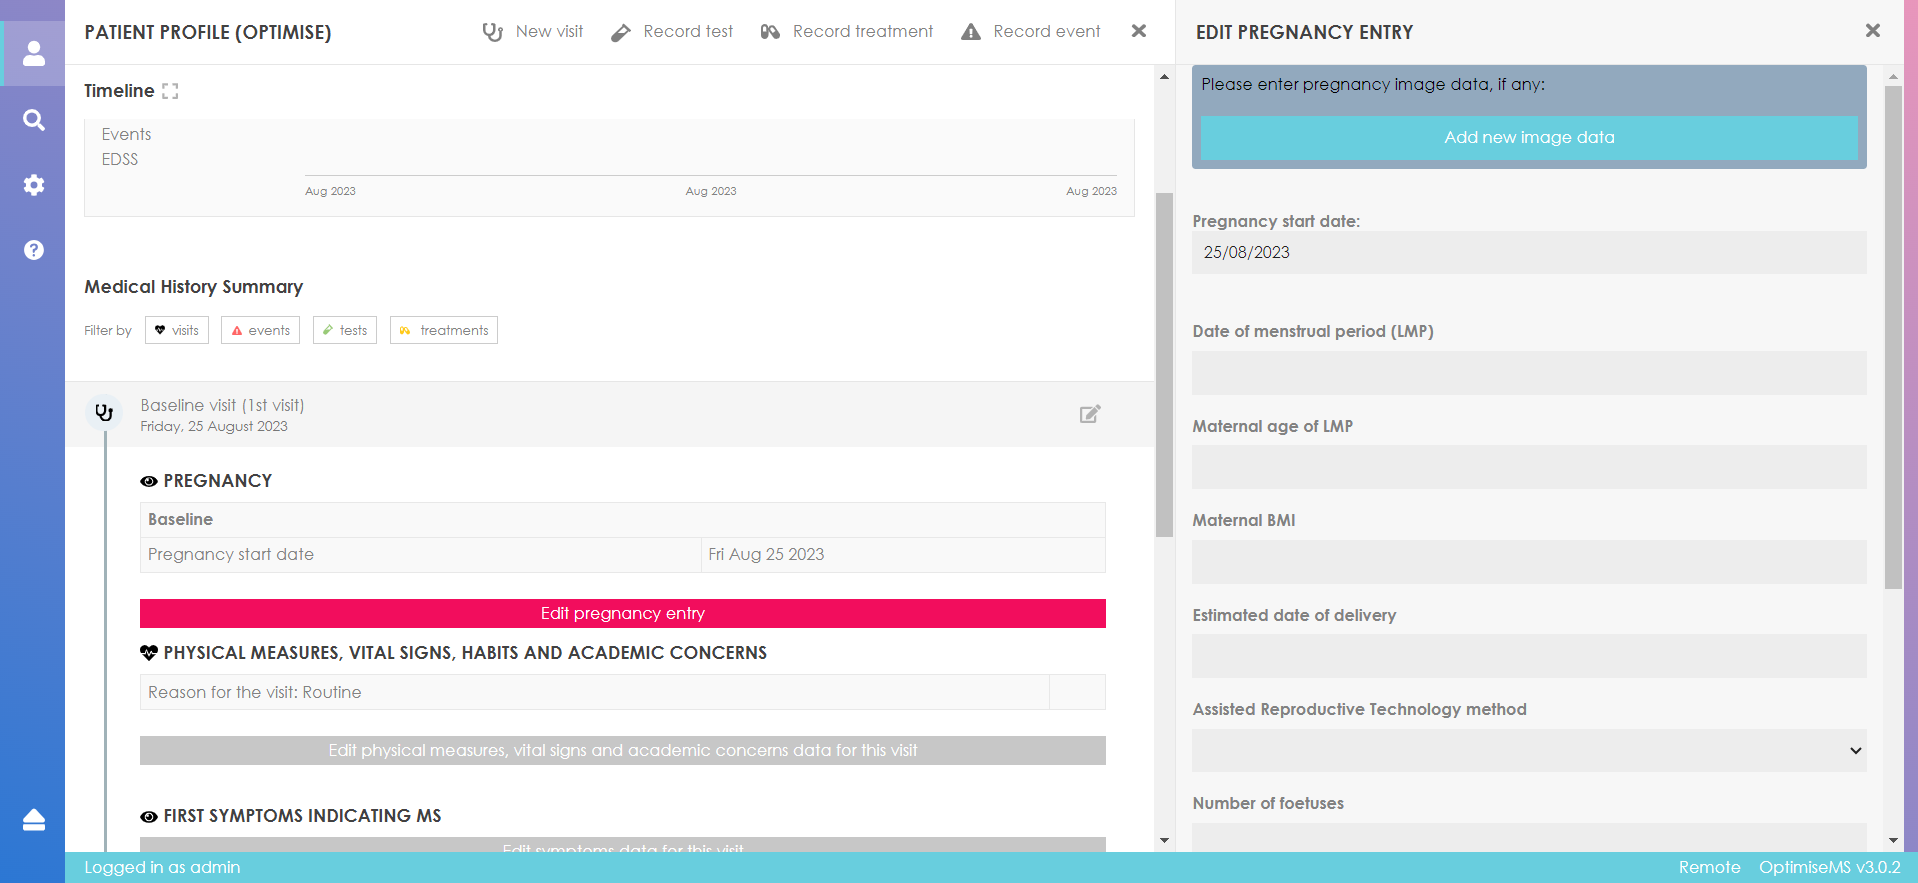 PATIENT PROFILE (OPTIMISE)
New visit
Record test
Record treatment
Record event
Timeline
Events
EDSS
Aug 2023
Aug 2023
Aug 2023
Medical History Summary
Filter by
visits
events
tests
treatments
Baseline visit (1st visit)
Friday, 25 August 2023
PREGNANCY
Baseline
Pregnancy start date
Fri Aug 25 2023
Edit pregnancy entry
PHYSICAL MEASURES, VITAL SIGNS, HABITS AND ACADEMIC CONCERNS
Reason for the visit: Routine
Edit physical measures, vital signs and academic concerns data for this visit
FIRST SYMPTOMS INDICATING MS
Edit symptoms data for this visit
EDIT PREGNANCY ENTRY
Please enter pregnancy image data, if any:
Add new image data
Pregnancy start date:
25/08/2023
Date of menstrual period (LMP)
Maternal age of LMP
Maternal BMI
Estimated date of delivery
Assisted Reproductive Technology method
Number of foetuses
Logged in as admin
Remote
OptimiseMS v3.0.2